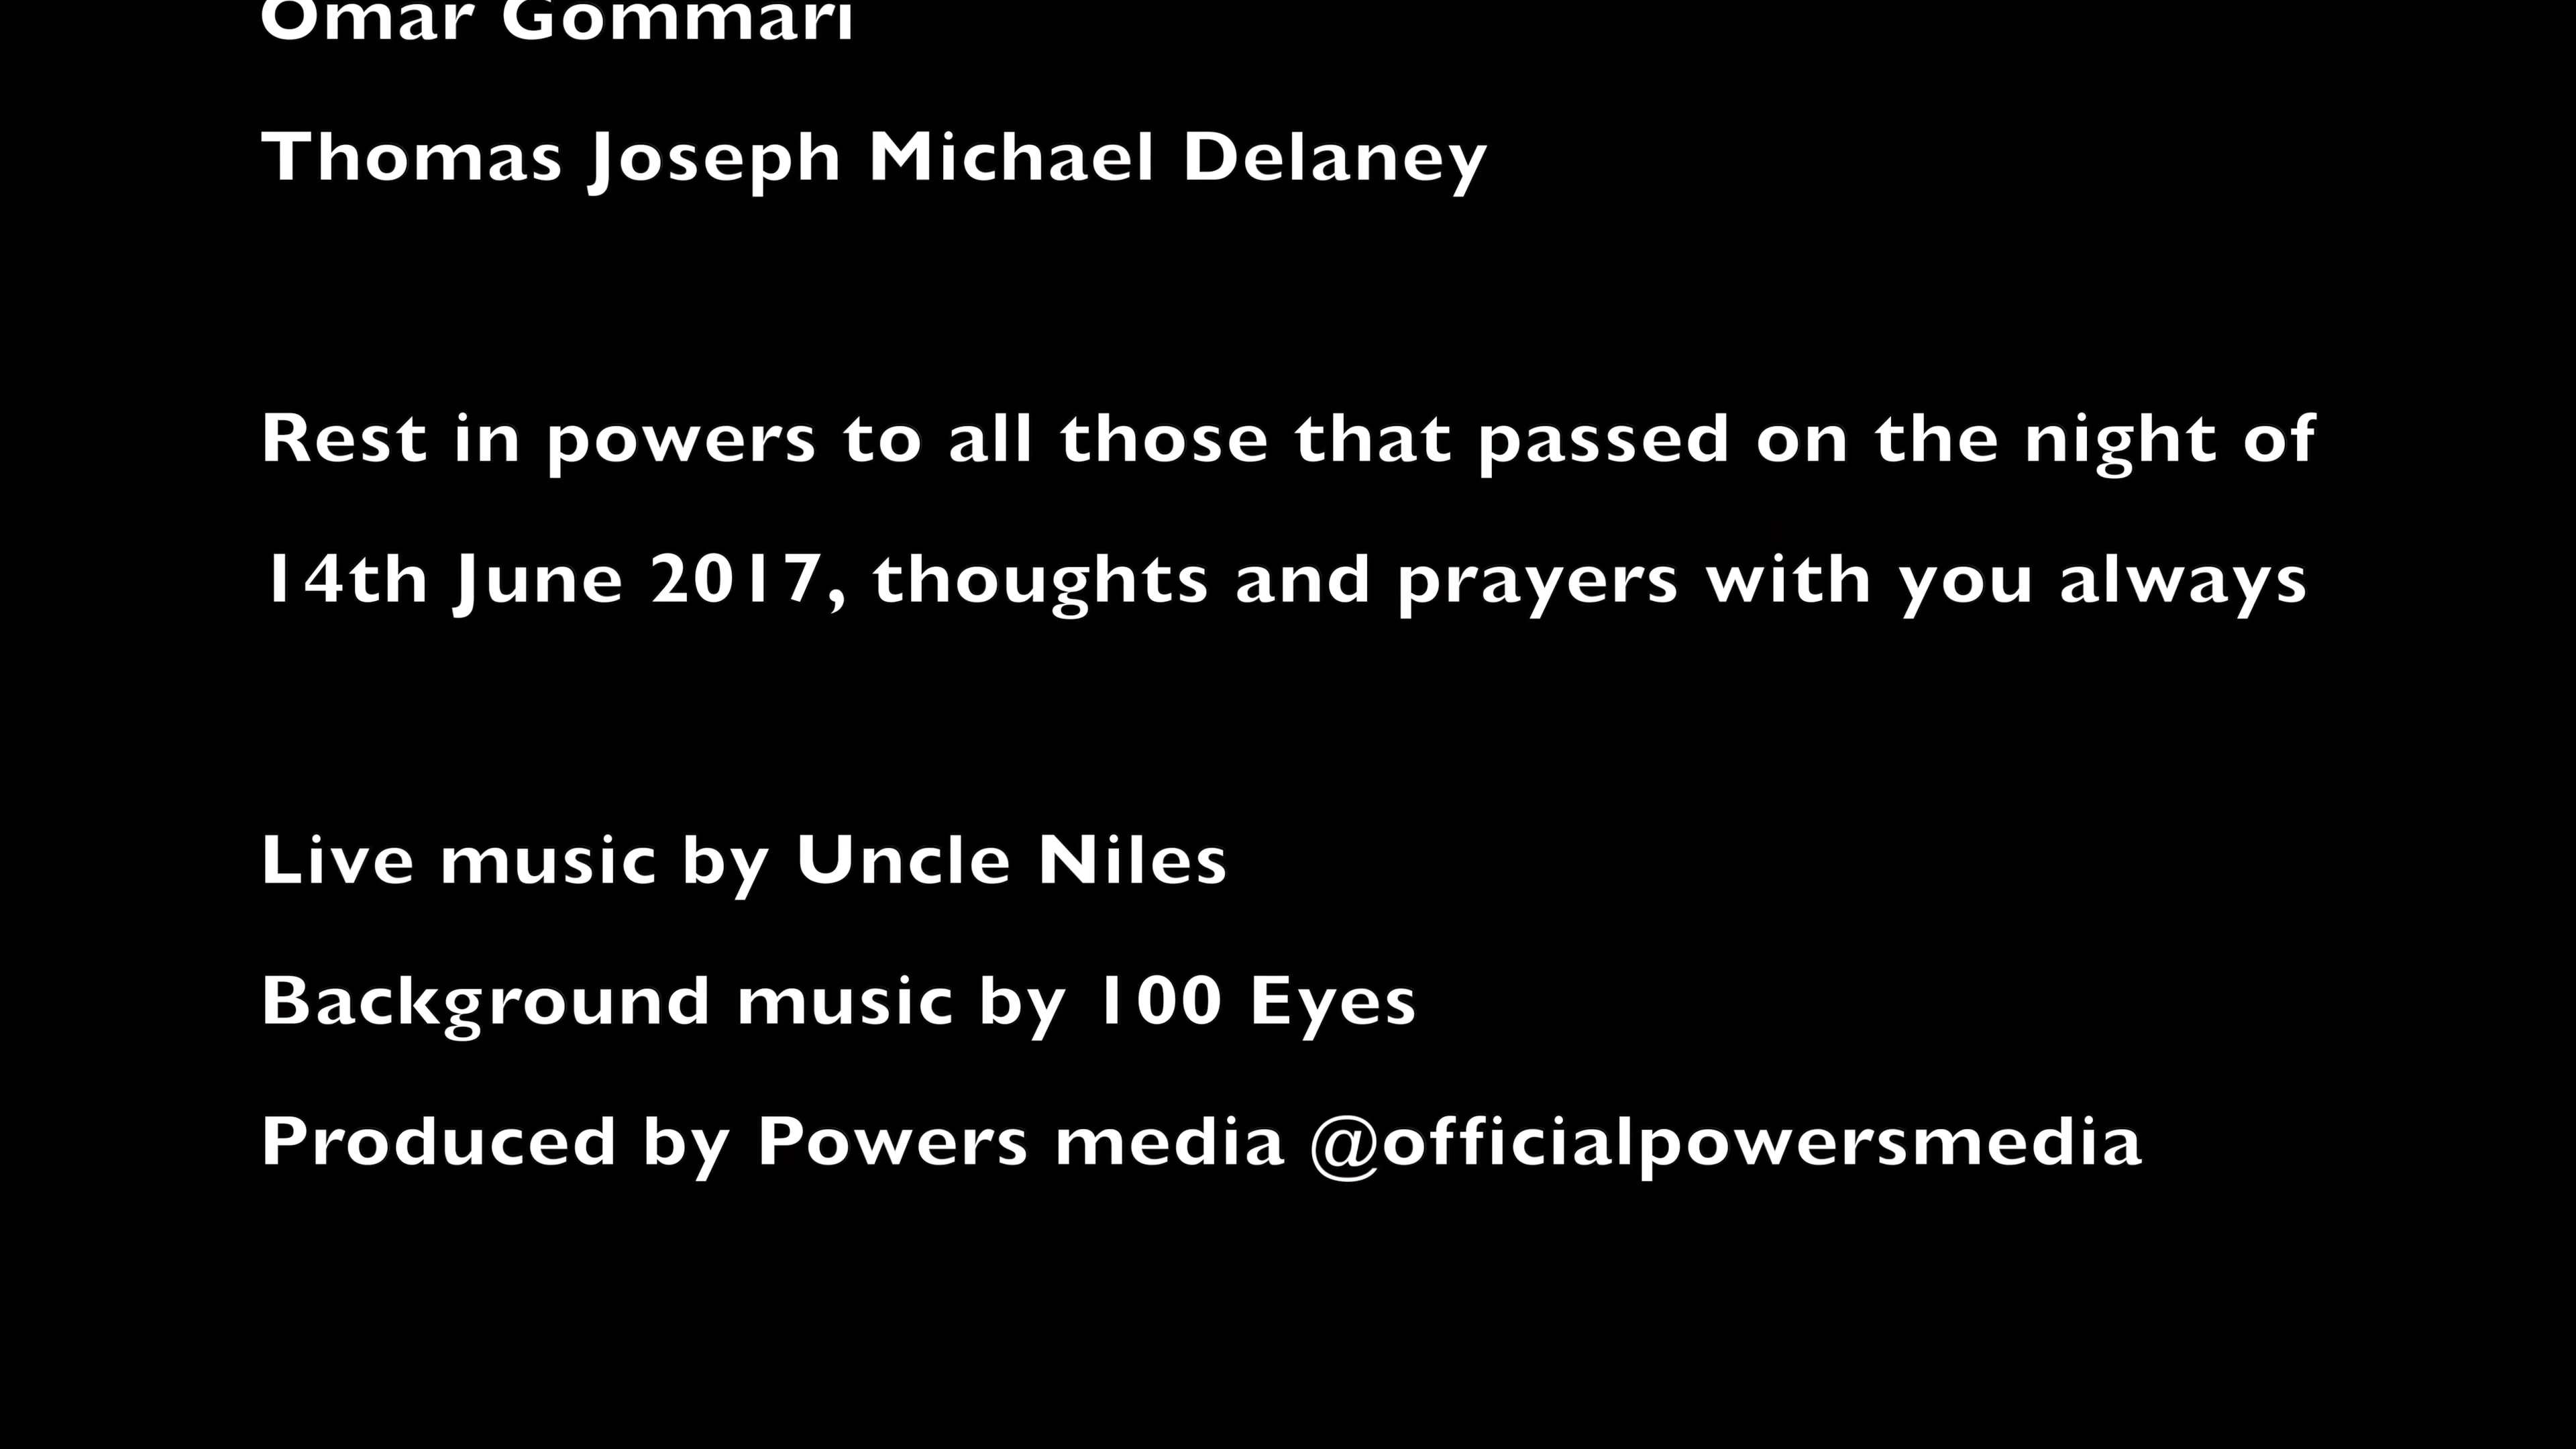 Omar Gommari
Thomas Joseph Michael Delaney
Rest in powers to all those that passed on the night of
14th June 2017, thoughts and prayers with you always
Live music by Uncle Niles
Background music by 100 Eyes
Produced by Powers media @officialpowersmedia